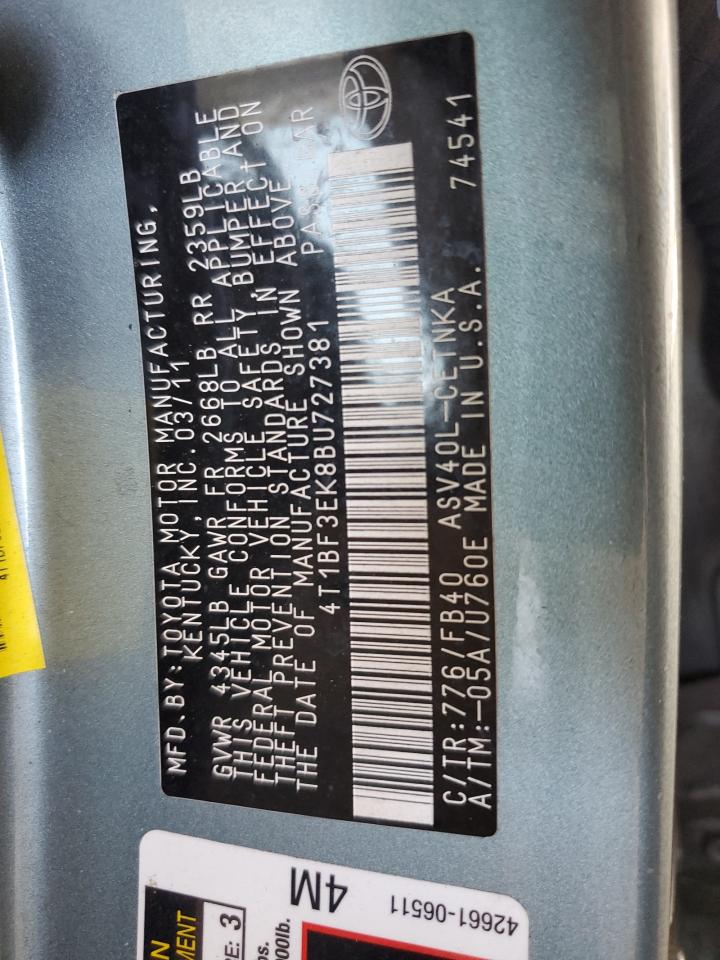 MFD. BY: TOYOTA MOTOR MANUFACTURING,
KENTUCKY, INC. 03/11
GVWR 4345LB GAWR FR 2668LB RR 2359LB
THIS VEHICLE CONFORMS TO ALL APPLICABLE
FEDERAL MOTOR VEHICLE SAFETY, BUMPER AND
THEFT PREVENTION STANDARDS IN EFFECT ON
THE DATE OF MANUFACTURE SHOWN ABOVE
4T1BF3EK8BU727381 PASS CAR
C/TR: 776/FB40 ASV40L-CETNKA
A/TM: -05A/U760E MADE IN U.S.A. 74541
4M
42661-06511
3